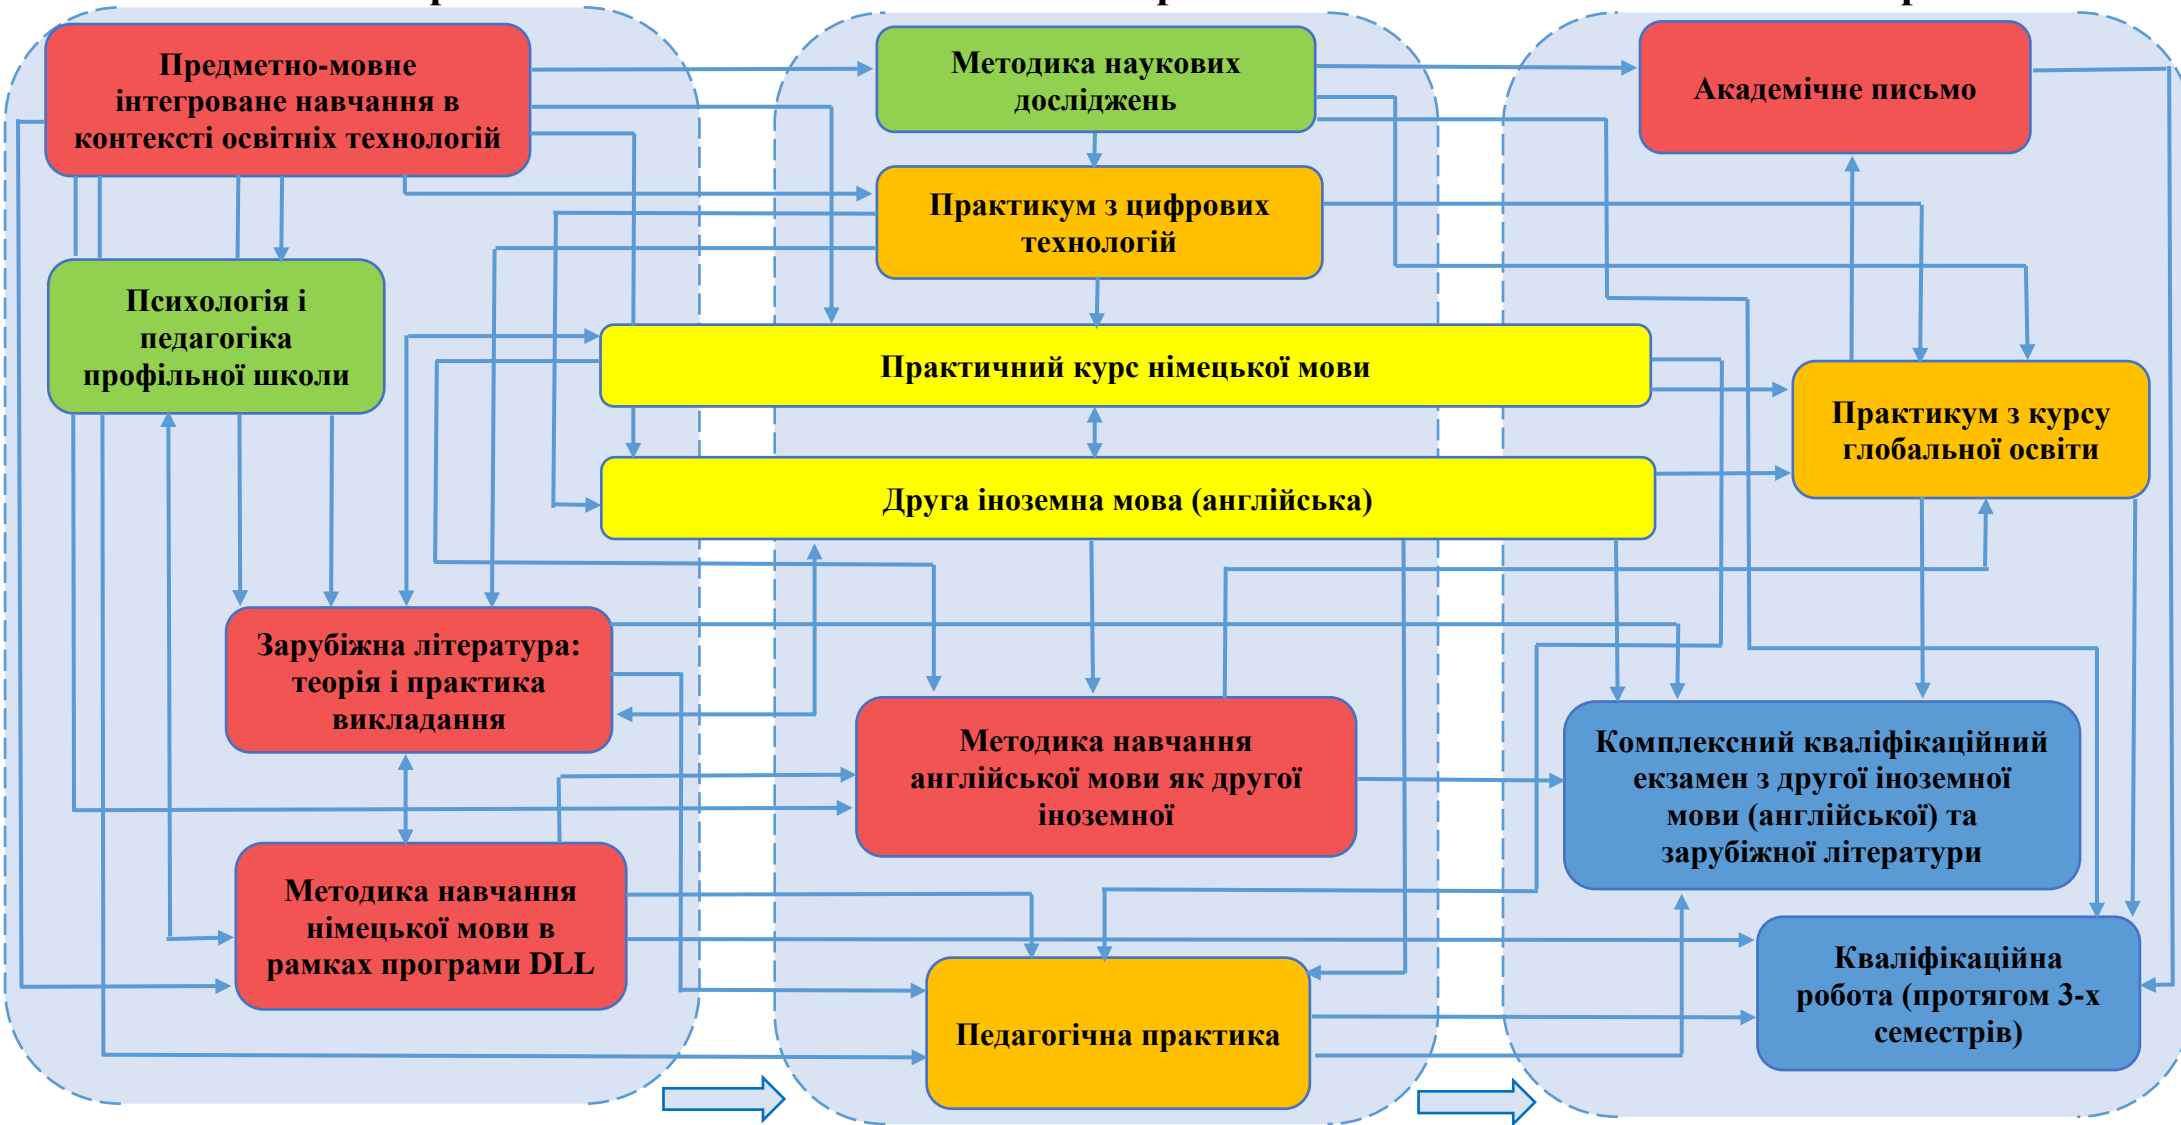 Предметно-мовне
інтегроване навчання в
контексті освітніх технологій
Психологія і
педагогіка
профільної школи
Зарубіжна література:
теорія і практика
викладання
Методика навчання
німецької мови в
рамках програми DLL
Методика наукових
досліджень
Практикум з цифрових
технологій
Практичний курс німецької мови
Друга іноземна мова (англійська)
Методика навчання
англійської мови як другої
іноземної
Педагогічна практика
Академічне письмо
Практикум з курсу
глобальної освіти
Комплексний кваліфікаційний
екзамен з другої іноземної
мови (англійської) та
зарубіжної літератури
Кваліфікаційна
робота (протягом 3-х
семестрів)